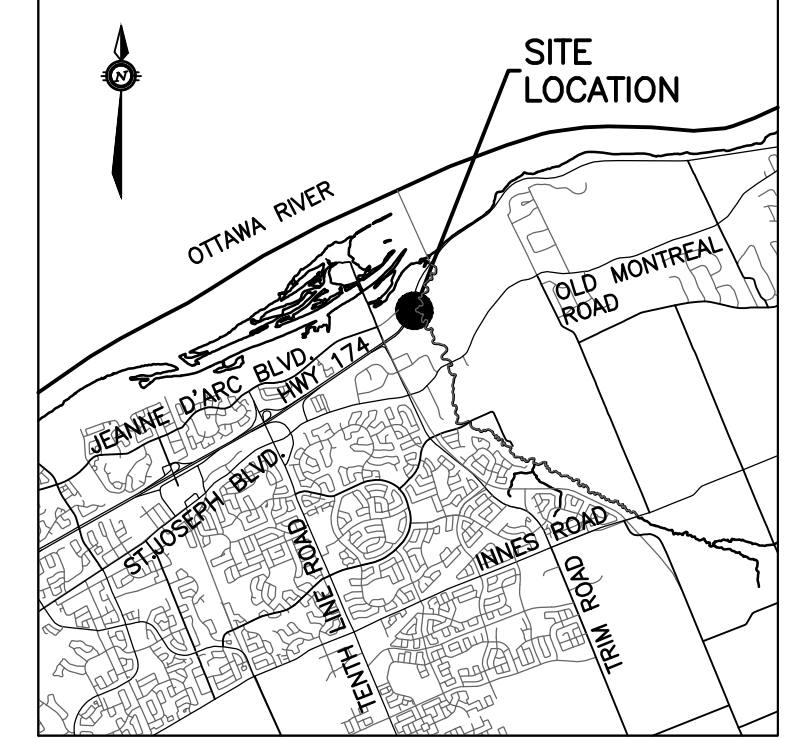 SITE
LOCATION
N
OTTAWA RIVER
OLD MONTREAL
ROAD
JEANNE D'ARC BLVD.
HWY 174
ST.JOSEPH BLVD.
INNES ROAD
TENTH LINE ROAD
TRIM ROAD